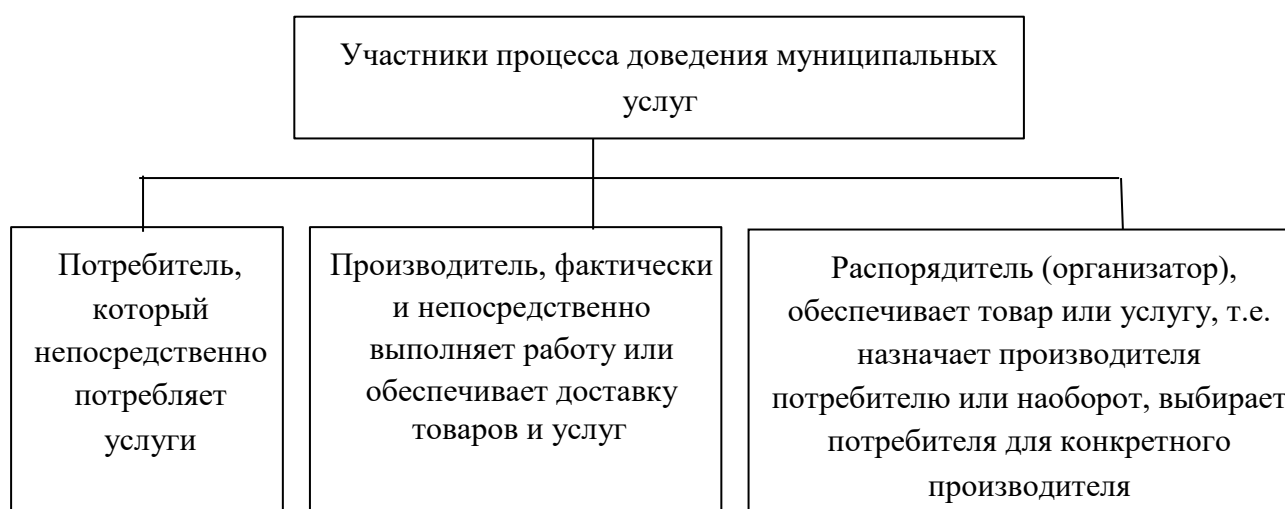 Участники процесса доведения муниципальных
услуг
Потребитель,
который
непосредственно
потребляет
услуги
Производитель, фактически
и непосредственно
выполняет работу или
обеспечивает доставку
товаров и услуг
Распорядитель (организатор),
обеспечивает товар или услугу, т.е.
назначает производителя
потребителю или наоборот, выбирает
потребителя для конкретного
производителя